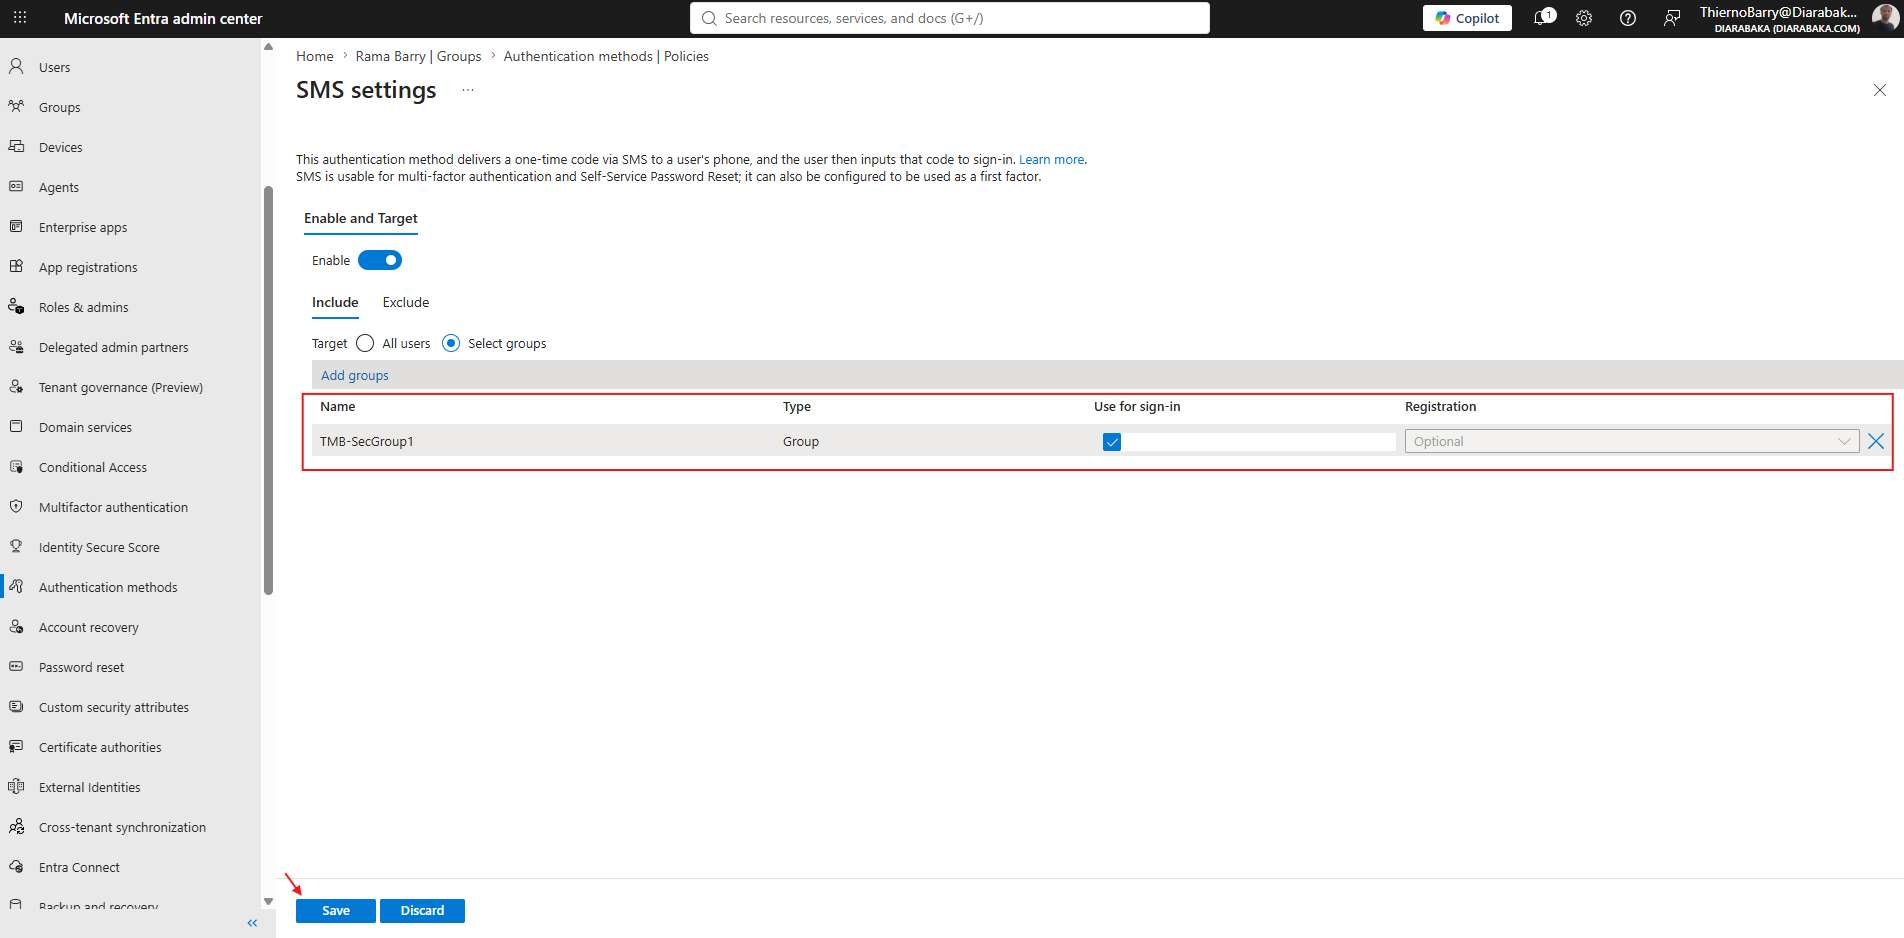 Microsoft Entra admin center
Search resources, services, and docs (G+/)
Copilot
1
ThiernoBarry@Diarabak...
DIARABAKA (DIARABAKA.COM)
Users
Groups
Devices
Agents
Enterprise apps
App registrations
Roles & admins
Delegated admin partners
Tenant governance (Preview)
Domain services
Conditional Access
Multifactor authentication
Identity Secure Score
Authentication methods
Account recovery
Password reset
Custom security attributes
Certificate authorities
External Identities
Cross-tenant synchronization
Entra Connect
Backup and recovery
Home > Rama Barry | Groups > Authentication methods | Policies
SMS settings ...
This authentication method delivers a one-time code via SMS to a user's phone, and the user then inputs that code to sign-in. Learn more.
SMS is usable for multi-factor authentication and Self-Service Password Reset; it can also be configured to be used as a first factor.
Enable and Target
Enable
Include Exclude
Target All users Select groups
Add groups
Name Type Use for sign-in Registration
TMB-SecGroup1 Group Optional
Save Discard